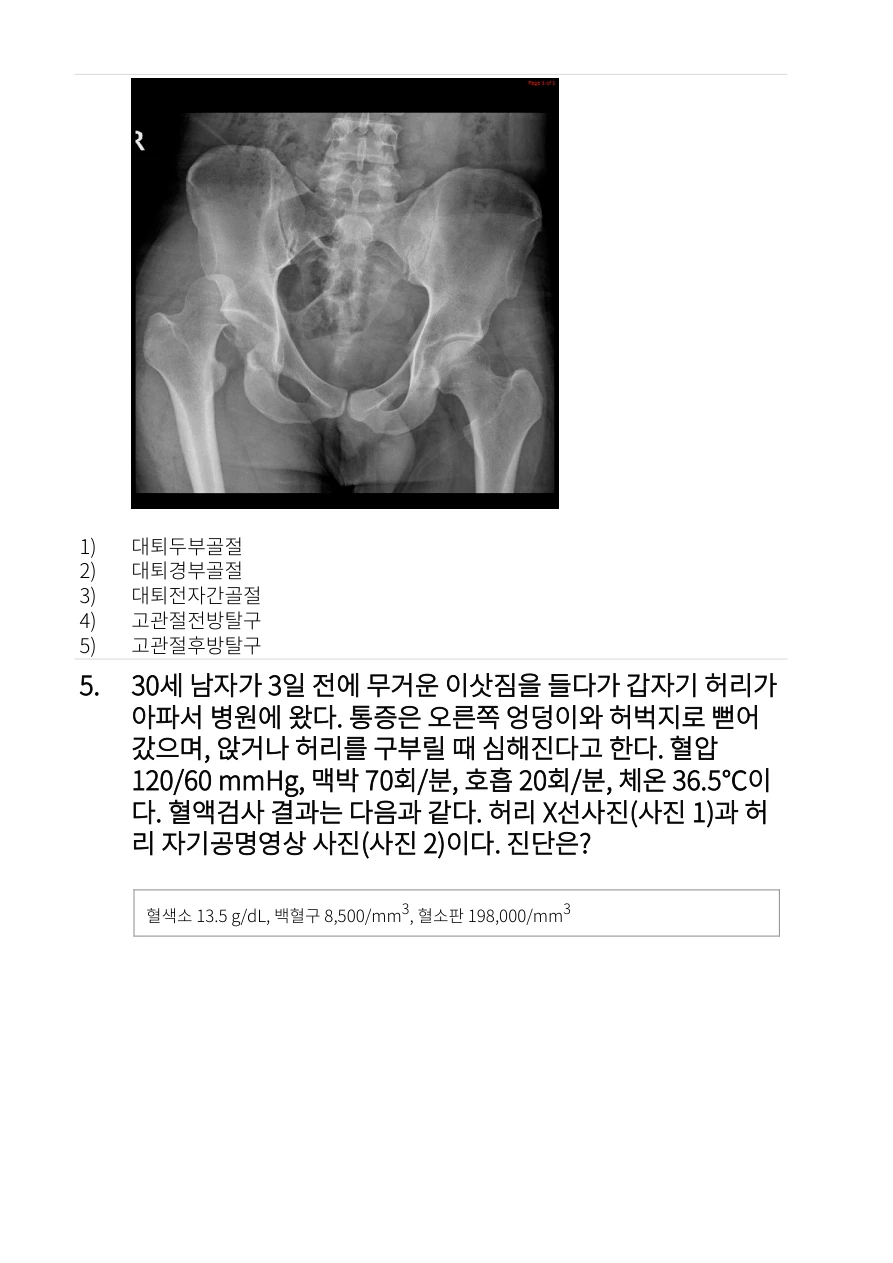 R
1) 대퇴두부골절
2) 대퇴경부골절
3) 대퇴전자간골절
4) 고관절전방탈구
5) 고관절후방탈구
5. 30세 남자가 3일 전에 무거운 이삿짐을 들다가 갑자기 허리가
아파서 병원에 왔다. 통증은 오른쪽 엉덩이와 허벅지로 뻗어
갔으며, 앉거나 허리를 구부릴 때 심해진다고 한다. 혈압
120/60 mmHg, 맥박 70회/분, 호흡 20회/분, 체온 36.5℃이
다. 혈액검사 결과는 다음과 같다. 허리 X선사진(사진 1)과 허
리 자기공명영상 사진(사진 2)이다. 진단은?
혈색소 13.5 g/dL, 백혈구 8,500/mm³, 혈소판 198,000/mm³